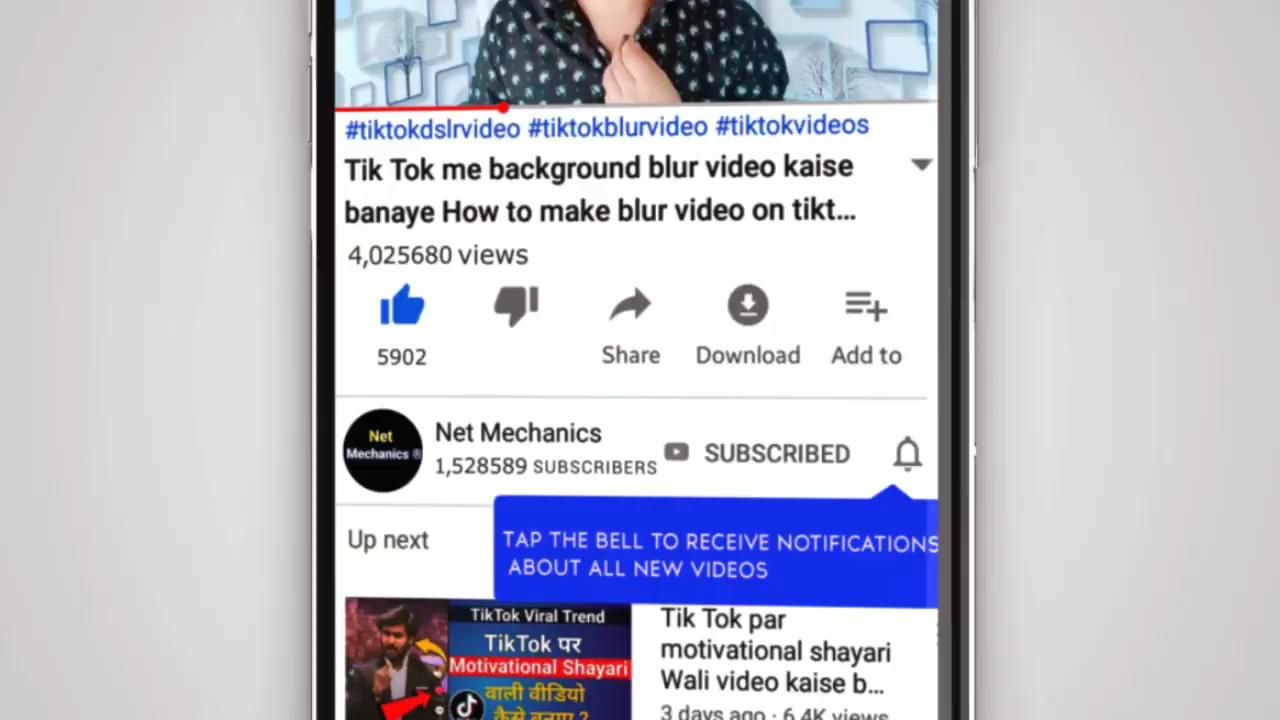 #tiktokdslrvideo #tiktokblurvideo #tiktokvideos
Tik Tok me background blur video kaise
banaye How to make blur video on tikt...
4,025680 views
5902
Share
Download
Add to
Net
Mechanics ®
Net Mechanics
1,528589 SUBSCRIBERS
SUBSCRIBED
Up next
TAP THE BELL TO RECEIVE NOTIFICATIONS
ABOUT ALL NEW VIDEOS
TikTok Viral Trend
TikTok पर
Motivational Shayari
वाली वीडियो
कैसे बनाए ?
Tik Tok par
motivational shayari
Wali video kaise b...
3 days ago · 6.4K views